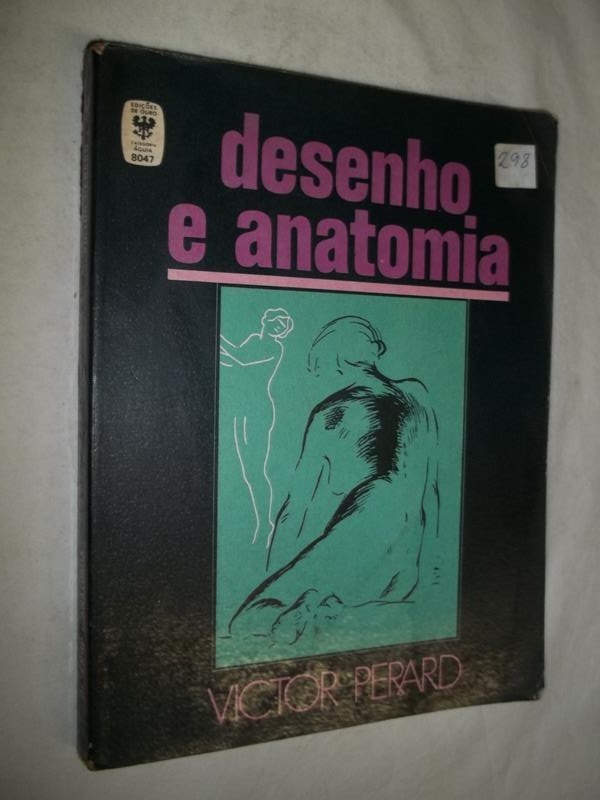 EDIÇÕES
DE OURO
CATEGORIA
ÁGUIA
8047
298
desenho
e anatomia
VICTOR PERARD